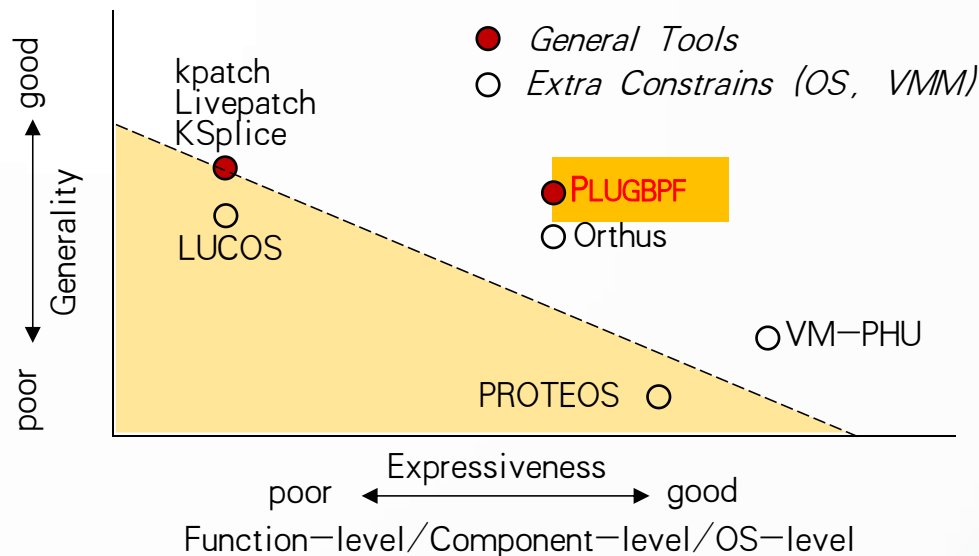 General Tools
Extra Constrains (OS, VMM)
good
Generality
poor
kpatch
Livepatch
KSplice
LUCOS
PLUGBPF
Orthus
VM-PHU
PROTEOS
Expressiveness
poor
good
Function-level/Component-level/OS-level